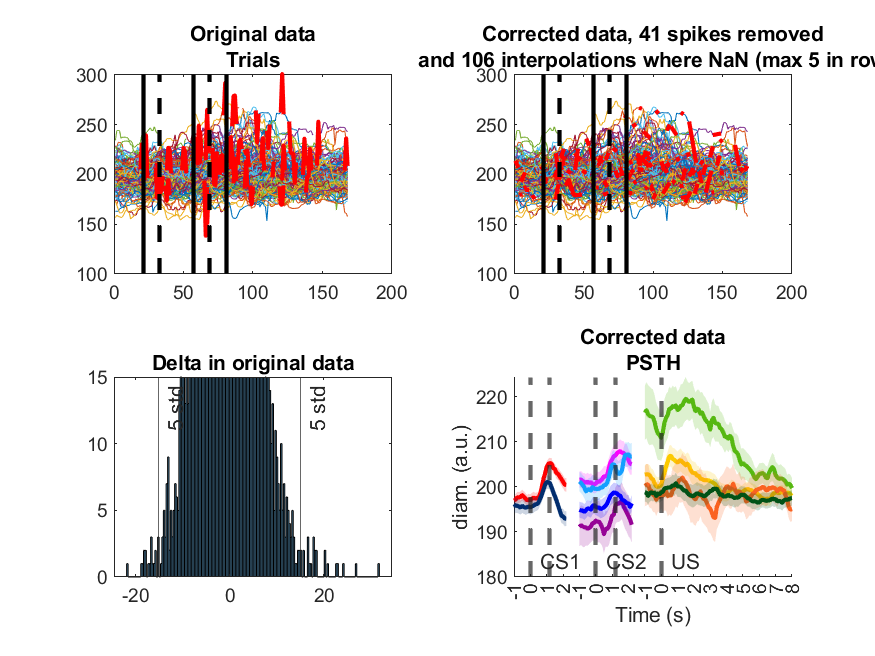 Original data
Trials
300
250
200
150
100
0
50
100
150
200
Corrected data, 41 spikes removed
and 106 interpolations where NaN (max 5 in row
300
250
200
150
100
0
50
100
150
200
Delta in original data
15
10
5
0
5 std
5 std
-20
0
20
Corrected data
PSTH
220
210
200
190
180
diam. (a.u.)
CS1
CS2
US
-1 0 1 2 -1 0 1 2 -1 0 1 2 3 4 5 6 7 8
Time (s)